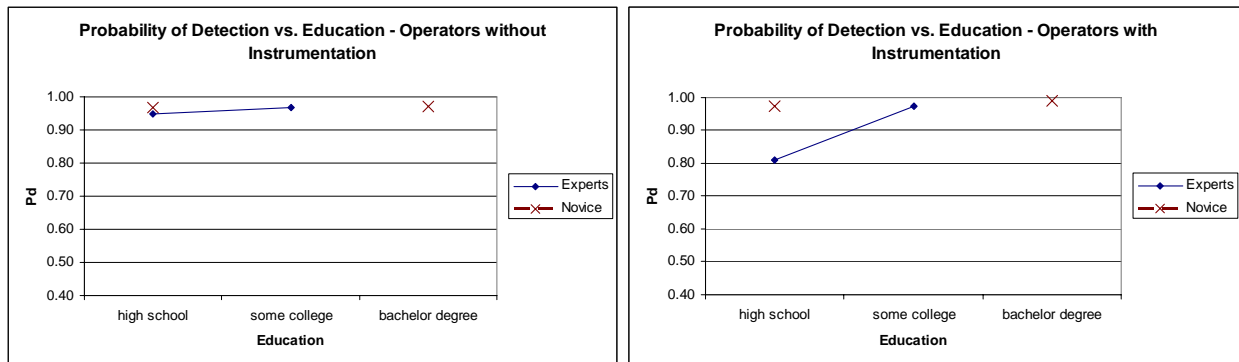 Probability of Detection vs. Education - Operators without
Instrumentation
1.00
0.90
0.80
0.70
0.60
0.50
0.40
Pd
high school some college bachelor degree
Education
Experts
Novice
Probability of Detection vs. Education - Operators with
Instrumentation
1.00
0.90
0.80
0.70
0.60
0.50
0.40
Pd
high school some college bachelor degree
Education
Experts
Novice